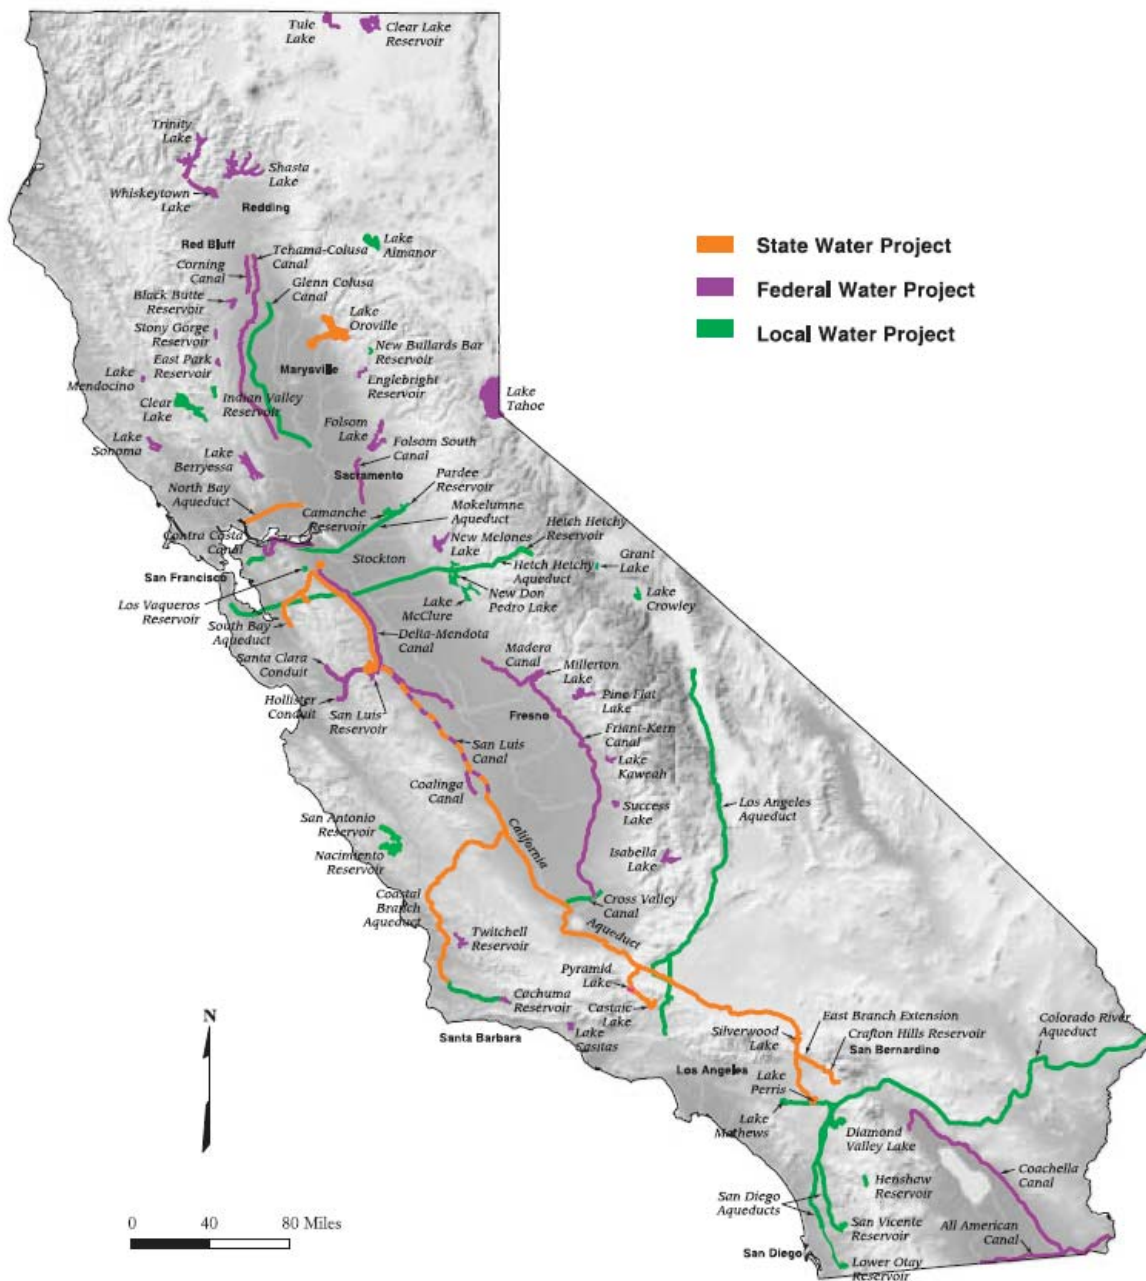 Tule
Lake
Clear Lake
Reservoir
Trinity
Lake
Shasta
Lake
Whiskeytown
Lake
Redding
Red Bluff
Tehama-Colusa
Canal
Lake
Almanor
Corning
Canal
Glenn Colusa
Canal
Black Butte
Reservoir
Lake
Oroville
Stony Gorge
Reservoir
New Bullards Bar
Reservoir
East Park
Reservoir
Marysville
Englebright
Reservoir
Lake
Mendocino
Indian Valley
Reservoir
Clear
Lake
Lake
Tahoe
State Water Project
Federal Water Project
Local Water Project
Lake
Sonoma
Lake
Berryessa
Folsom
Lake
Folsom South
Canal
Sacramento
Pardee
Reservoir
North Bay
Aqueduct
Camanche
Reservoir
Mokelumne
Aqueduct
Hetch Hetchy
Reservoir
Contra Costa
Canal
New Melones
Lake
Stockton
Hetch Hetchy
Aqueduct
Grant
Lake
San Francisco
New Don
Pedro Lake
Lake
Crowley
Los Vaqueros
Reservoir
Lake
McClure
South Bay
Aqueduct
Delta-Mendota
Canal
Santa Clara
Conduit
Madera
Canal
Millerton
Lake
Hollister
Conduit
San Luis
Reservoir
Pine Flat
Lake
Fresno
Friant-Kern
Canal
San Luis
Canal
Lake
Kaweah
Coalinga
Canal
Success
Lake
Los Angeles
Aqueduct
San Antonio
Reservoir
Nacimiento
Reservoir
California
Aqueduct
Isabella
Lake
Coastal
Branch
Aqueduct
Cross Valley
Canal
Twitchell
Reservoir
Pyramid
Lake
Cachuma
Reservoir
Castaic
Lake
N
Santa Barbara
Lake
Casitas
Silverwood
Lake
East Branch Extension
Crafton Hills Reservoir
San Bernardino
Colorado River
Aqueduct
Los Angeles
Lake
Perris
Lake
Mathews
Diamond
Valley Lake
Coachella
Canal
Henshaw
Reservoir
San Diego
Aqueducts
San Vicente
Reservoir
All American
Canal
San Diego
Lower Otay
Reservoir
0 40 80 Miles